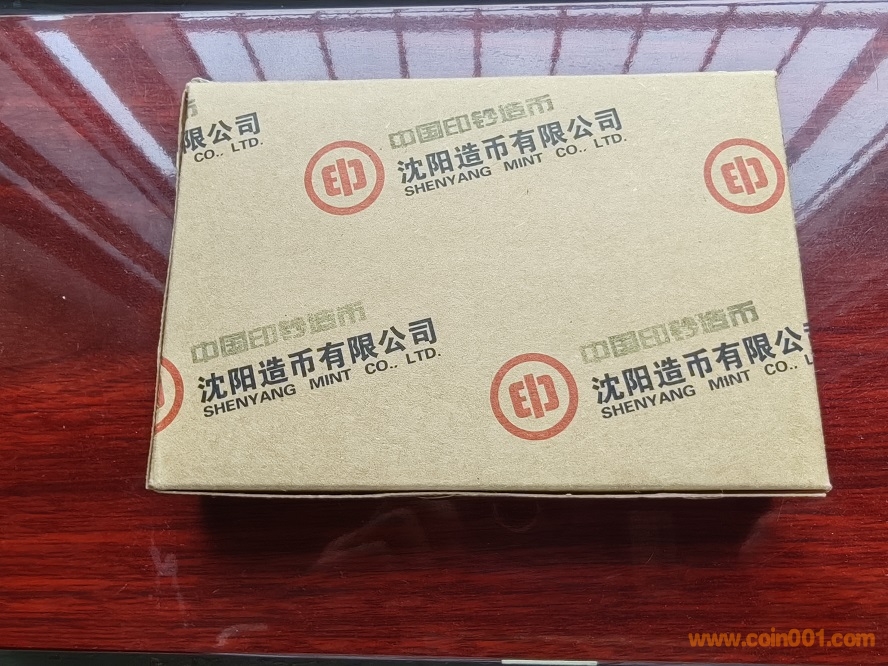 限公司
CO., LTD.
中国印钞造币
沈阳造币有限公司
SHENYANG MINT CO., LTD.
中国印钞造币
沈阳造币有限公司
SHENYANG MINT CO., LTD.
中国印钞造币
沈阳造币有限公
SHENYANG MINT CO., L
www.coin001.com